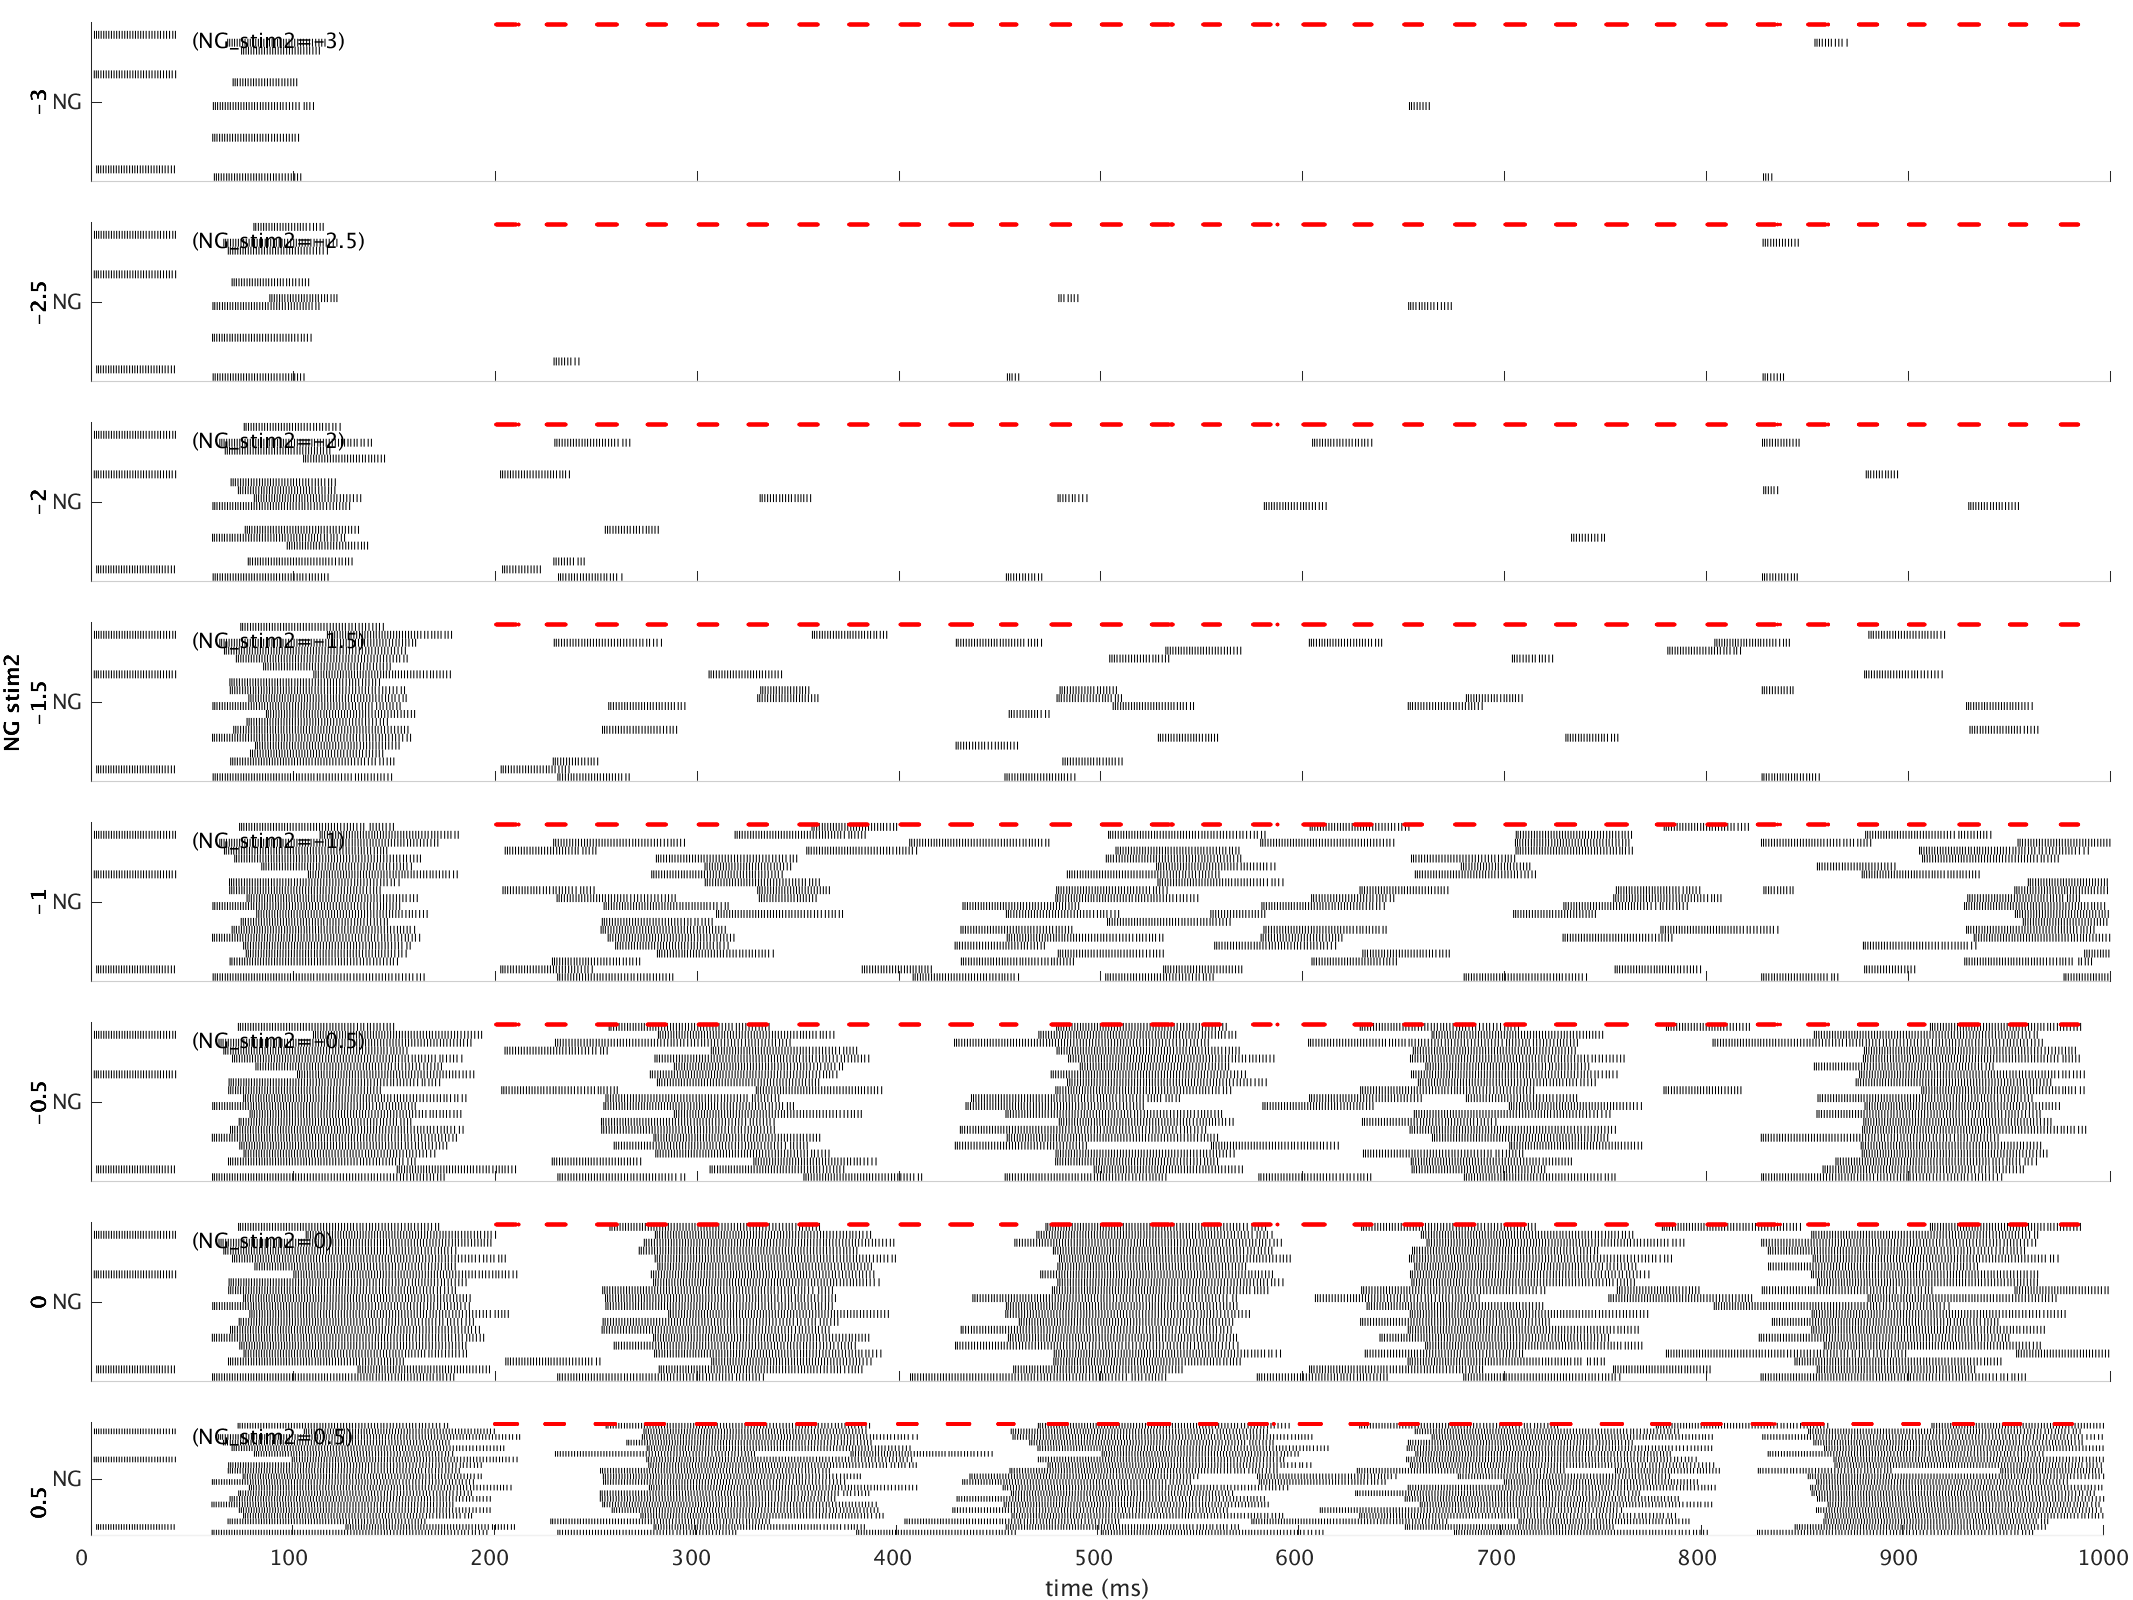 (NG_stim2=-3)
-3 NG
(NG_stim2=-2.5)
-2.5 NG
(NG_stim2=-2)
-2 NG
(NG_stim2=-1.5)
NG stim2
-1.5 NG
(NG_stim2=-1)
-1 NG
(NG_stim2=-0.5)
-0.5 NG
(NG_stim2=0)
0 NG
(NG_stim2=0.5)
0.5 NG
0 100 200 300 400 500 600 700 800 900 1000
time (ms)